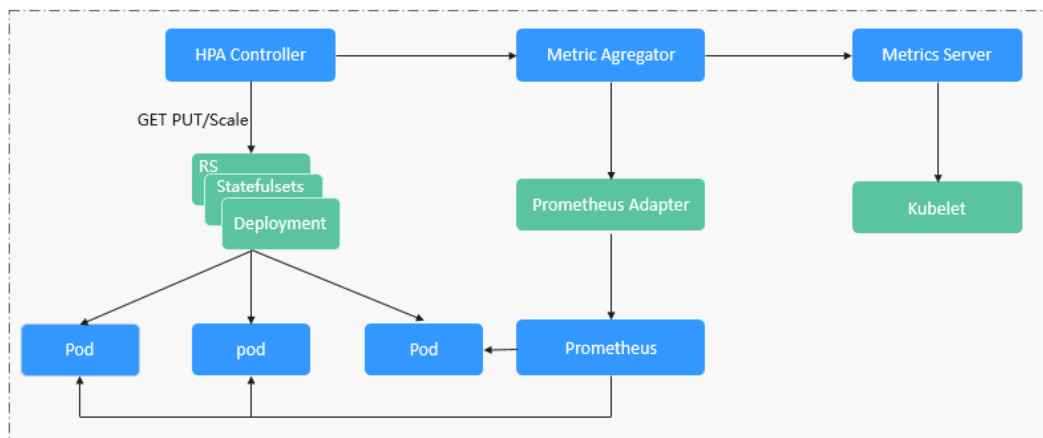 HPA Controller
Metric Agregator
Metrics Server
GET PUT/Scale
RS
Statefulsets
Deployment
Prometheus Adapter
Kubelet
Pod
pod
Pod
Prometheus